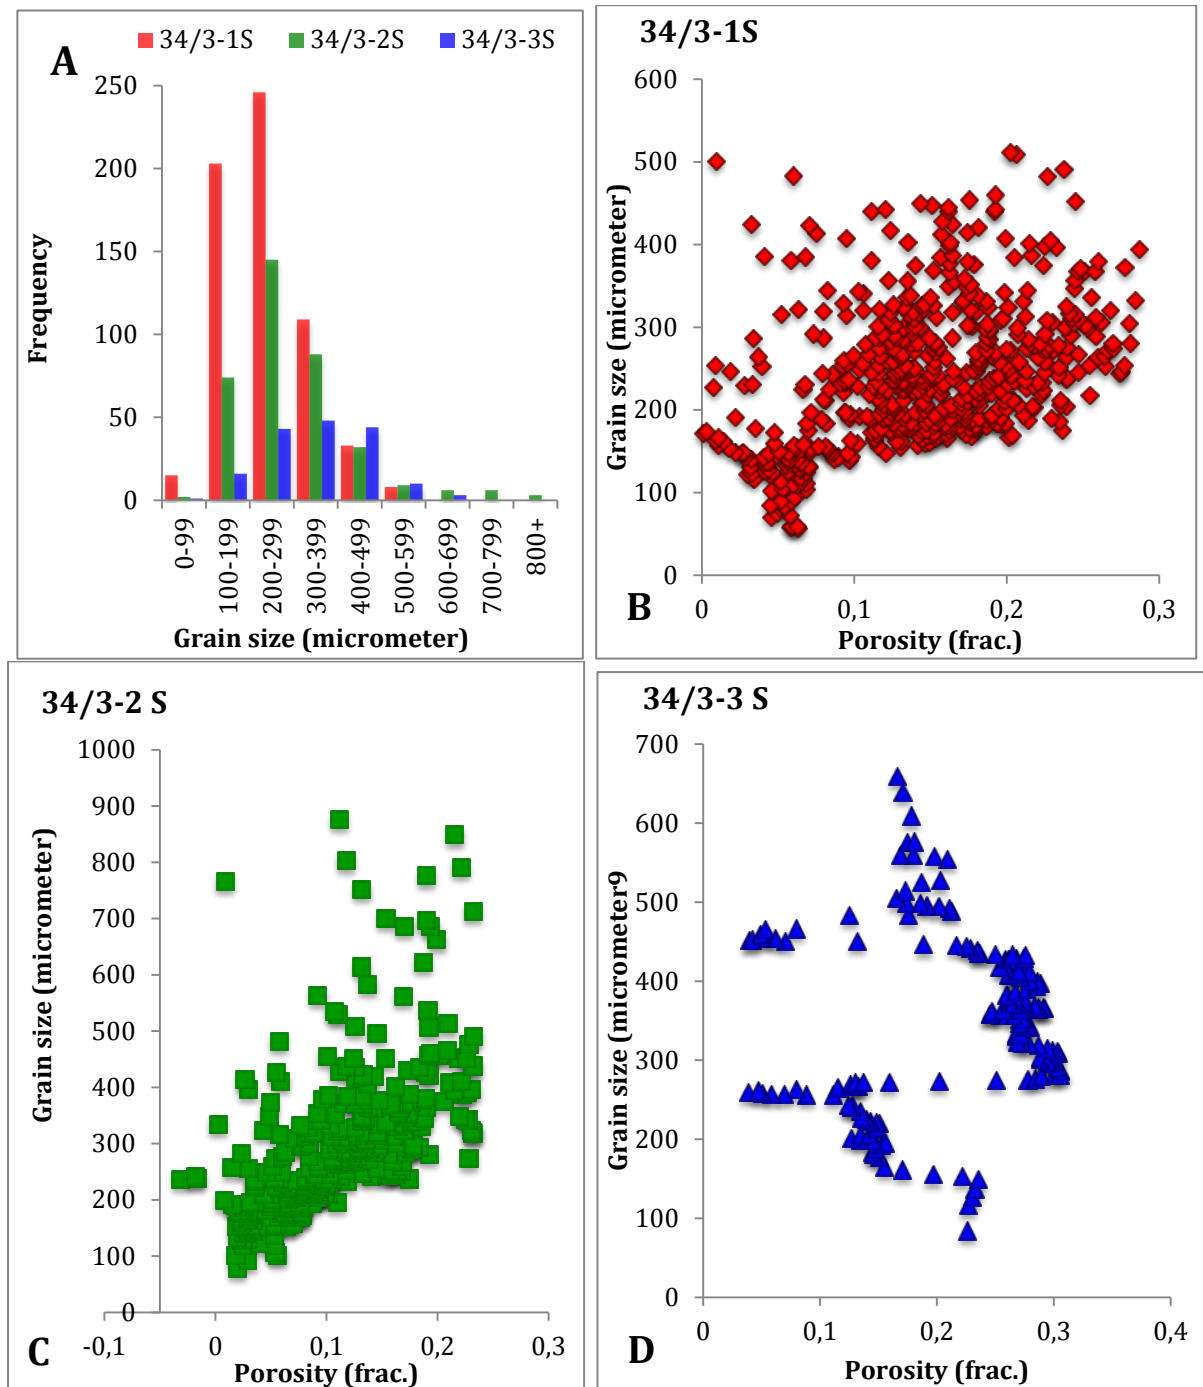 34/3-1S 34/3-2S 34/3-3S
A
250
200
150
100
50
0
Frequency
0-99
100-199
200-299
300-399
400-499
500-599
600-699
700-799
800+
Grain size (micrometer)
34/3-1S
600
500
400
300
200
100
0
Grain sze (micrometer)
0 0,1 0,2 0,3
B
Porosity (frac.)
34/3-2 S
1000
900
800
700
600
500
400
300
200
100
0
Grain size (micrometer)
-0,1 0 0,1 0,2 0,3
C
Porosity (frac.)
34/3-3 S
700
600
500
400
300
200
100
0
Grain size (micrometer9
0 0,1 0,2 0,3 0,4
D
Porosity (frac.)